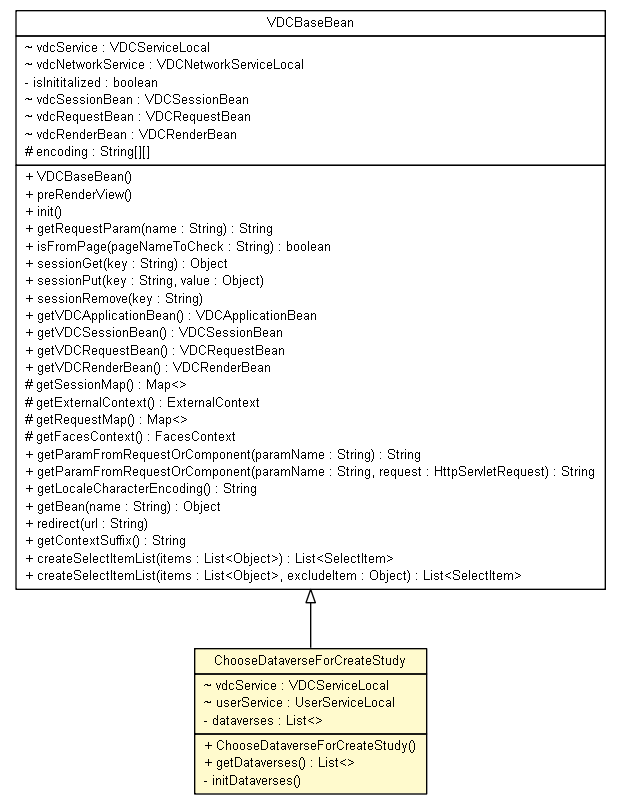 VDCBaseBean
~ vdcService : VDCServiceLocal
~ vdcNetworkService : VDCNetworkServiceLocal
- isInititalized : boolean
~ vdcSessionBean : VDCSessionBean
~ vdcRequestBean : VDCRequestBean
~ vdcRenderBean : VDCRenderBean
# encoding : String[][]
+ VDCBaseBean()
+ preRenderView()
+ init()
+ getRequestParam(name : String) : String
+ isFromPage(pageNameToCheck : String) : boolean
+ sessionGet(key : String) : Object
+ sessionPut(key : String, value : Object)
+ sessionRemove(key : String)
+ getVDCApplicationBean() : VDCApplicationBean
+ getVDCSessionBean() : VDCSessionBean
+ getVDCRequestBean() : VDCRequestBean
+ getVDCRenderBean() : VDCRenderBean
# getSessionMap() : Map<>
# getExternalContext() : ExternalContext
# getRequestMap() : Map<>
# getFacesContext() : FacesContext
+ getParamFromRequestOrComponent(paramName : String) : String
+ getParamFromRequestOrComponent(paramName : String, request : HttpServletRequest) : String
+ getLocaleCharacterEncoding() : String
+ getBean(name : String) : Object
+ redirect(url : String)
+ getContextSuffix() : String
+ createSelectItemList(items : List<Object>) : List<SelectItem>
+ createSelectItemList(items : List<Object>, excludeItem : Object) : List<SelectItem>
ChooseDataverseForCreateStudy
~ vdcService : VDCServiceLocal
~ userService : UserServiceLocal
- dataverses : List<>
+ ChooseDataverseForCreateStudy()
+ getDataverses() : List<>
- initDataverses()